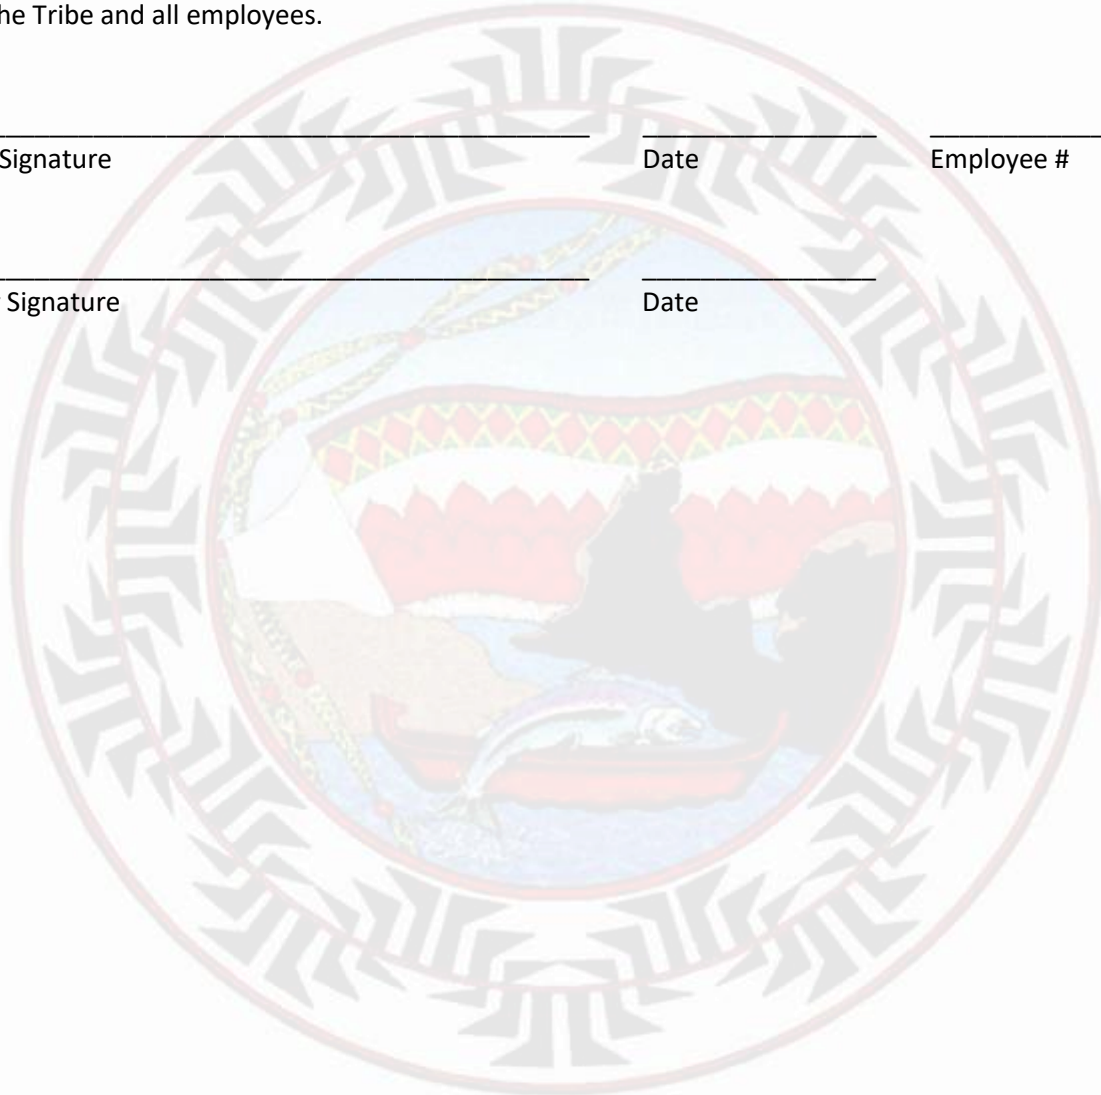 he Tribe and all employees.
Signature Date Employee #
Signature Date